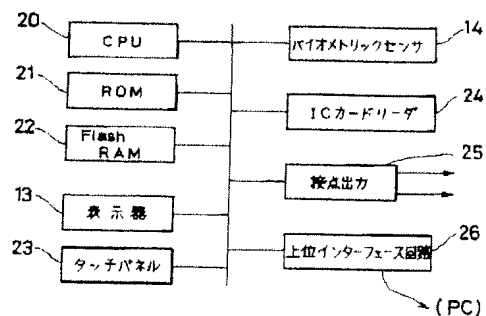 20
CPU
21
ROM
22
Flash
RAM
13
表示器
23
タッチパネル
14
バイオメトリックセンサ
24
ICカードリーダ
25
接点出力
26
上位インターフェース回路
(PC)